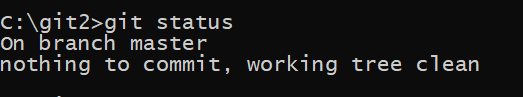 C:\git2>git status
On branch master
nothing to commit, working tree clean